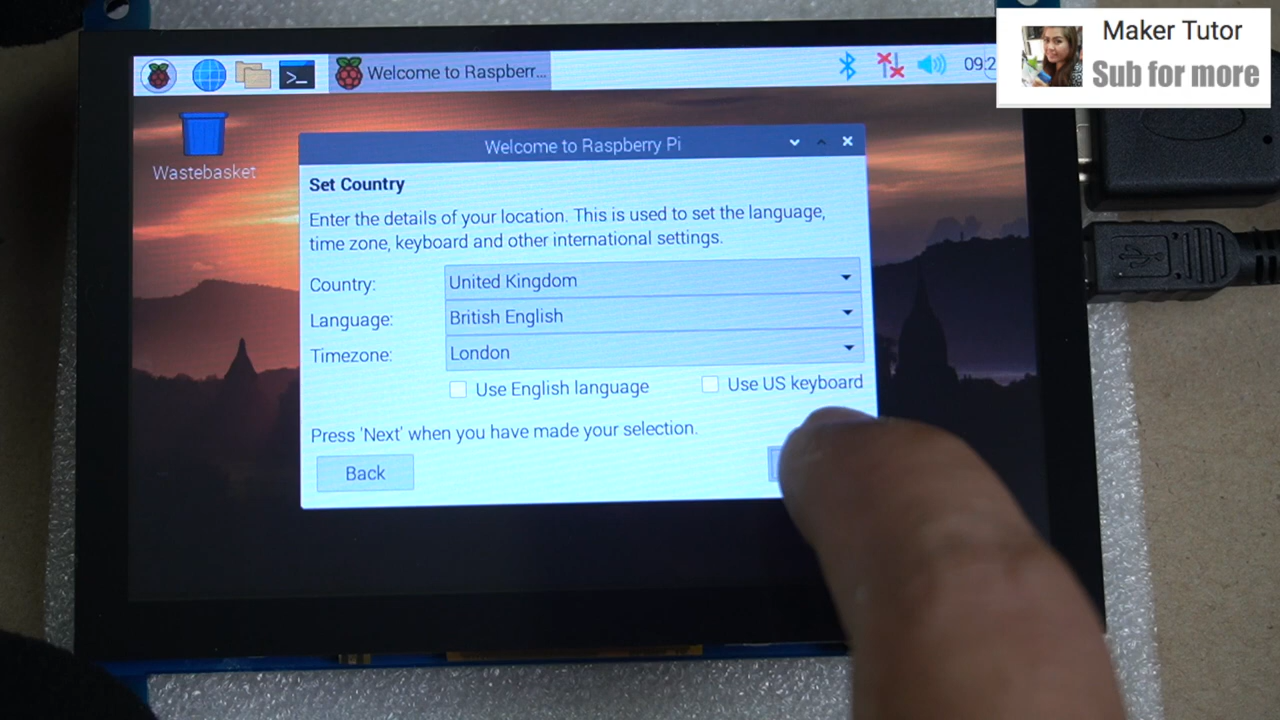 Maker Tutor
Sub for more
Welcome to Raspberr...
Wastebasket
Welcome to Raspberry Pi
Set Country
Enter the details of your location. This is used to set the language,
time zone, keyboard and other international settings.
Country:
United Kingdom
Language:
British English
Timezone:
London
Use English language
Use US keyboard
Press 'Next' when you have made your selection.
Back